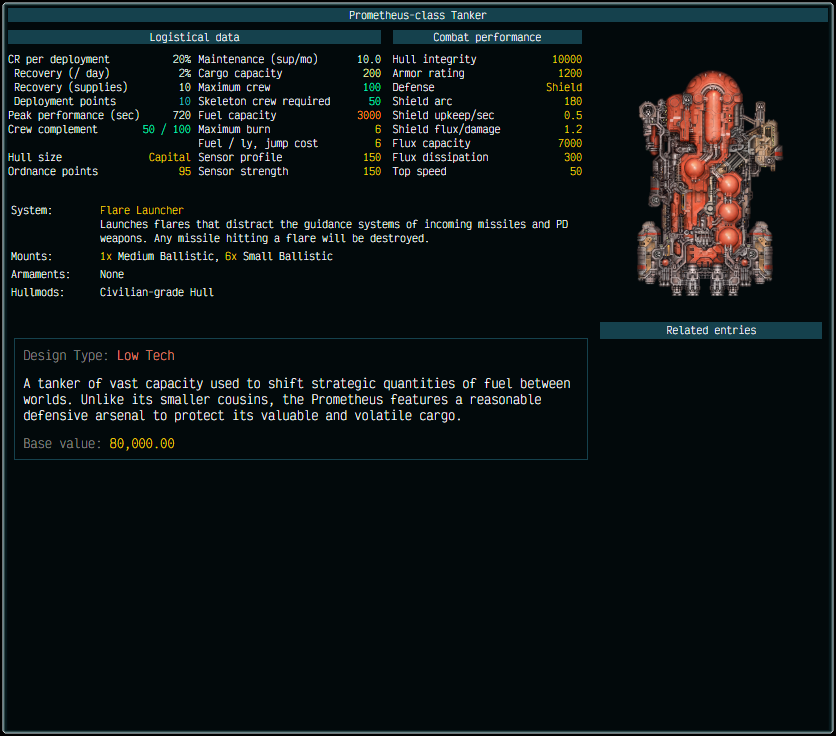 Prometheus-class Tanker
Logistical data
Combat performance
CR per deployment 20% Maintenance (sup/mo) 10.0 Hull integrity 10000
Recovery (/ day) 2% Cargo capacity 200 Armor rating 1200
Recovery (supplies) 10 Maximum crew 100 Defense Shield
Deployment points 10 Skeleton crew required 50 Shield arc 180
Peak performance (sec) 720 Fuel capacity 3000 Shield upkeep/sec 0.5
Crew complement 50 / 100 Maximum burn 6 Shield flux/damage 1.2
Fuel / ly, jump cost 6 Flux capacity 7000
Hull size Capital Sensor profile 150 Flux dissipation 300
Ordnance points 95 Sensor strength 150 Top speed 50
System: Flare Launcher
Launches flares that distract the guidance systems of incoming missiles and PD
weapons. Any missile hitting a flare will be destroyed.
Mounts: 1x Medium Ballistic, 6x Small Ballistic
Armaments: None
Hullmods: Civilian-grade Hull
Related entries
Design Type: Low Tech
A tanker of vast capacity used to shift strategic quantities of fuel between
worlds. Unlike its smaller cousins, the Prometheus features a reasonable
defensive arsenal to protect its valuable and volatile cargo.
Base value: 80,000.00